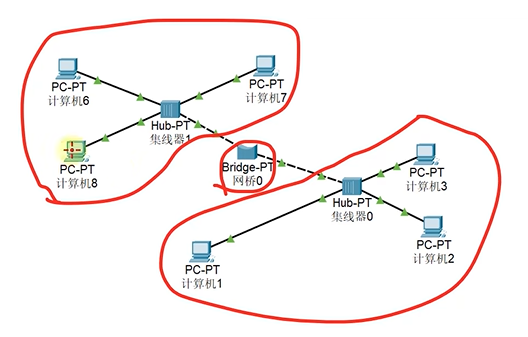 PC-PT
计算机6
PC-PT
计算机7
Hub-PT
集线器1
PC-PT
计算机8
Bridge-PT
网桥0
PC-PT
计算机3
Hub-PT
集线器0
PC-PT
计算机2
PC-PT
计算机1